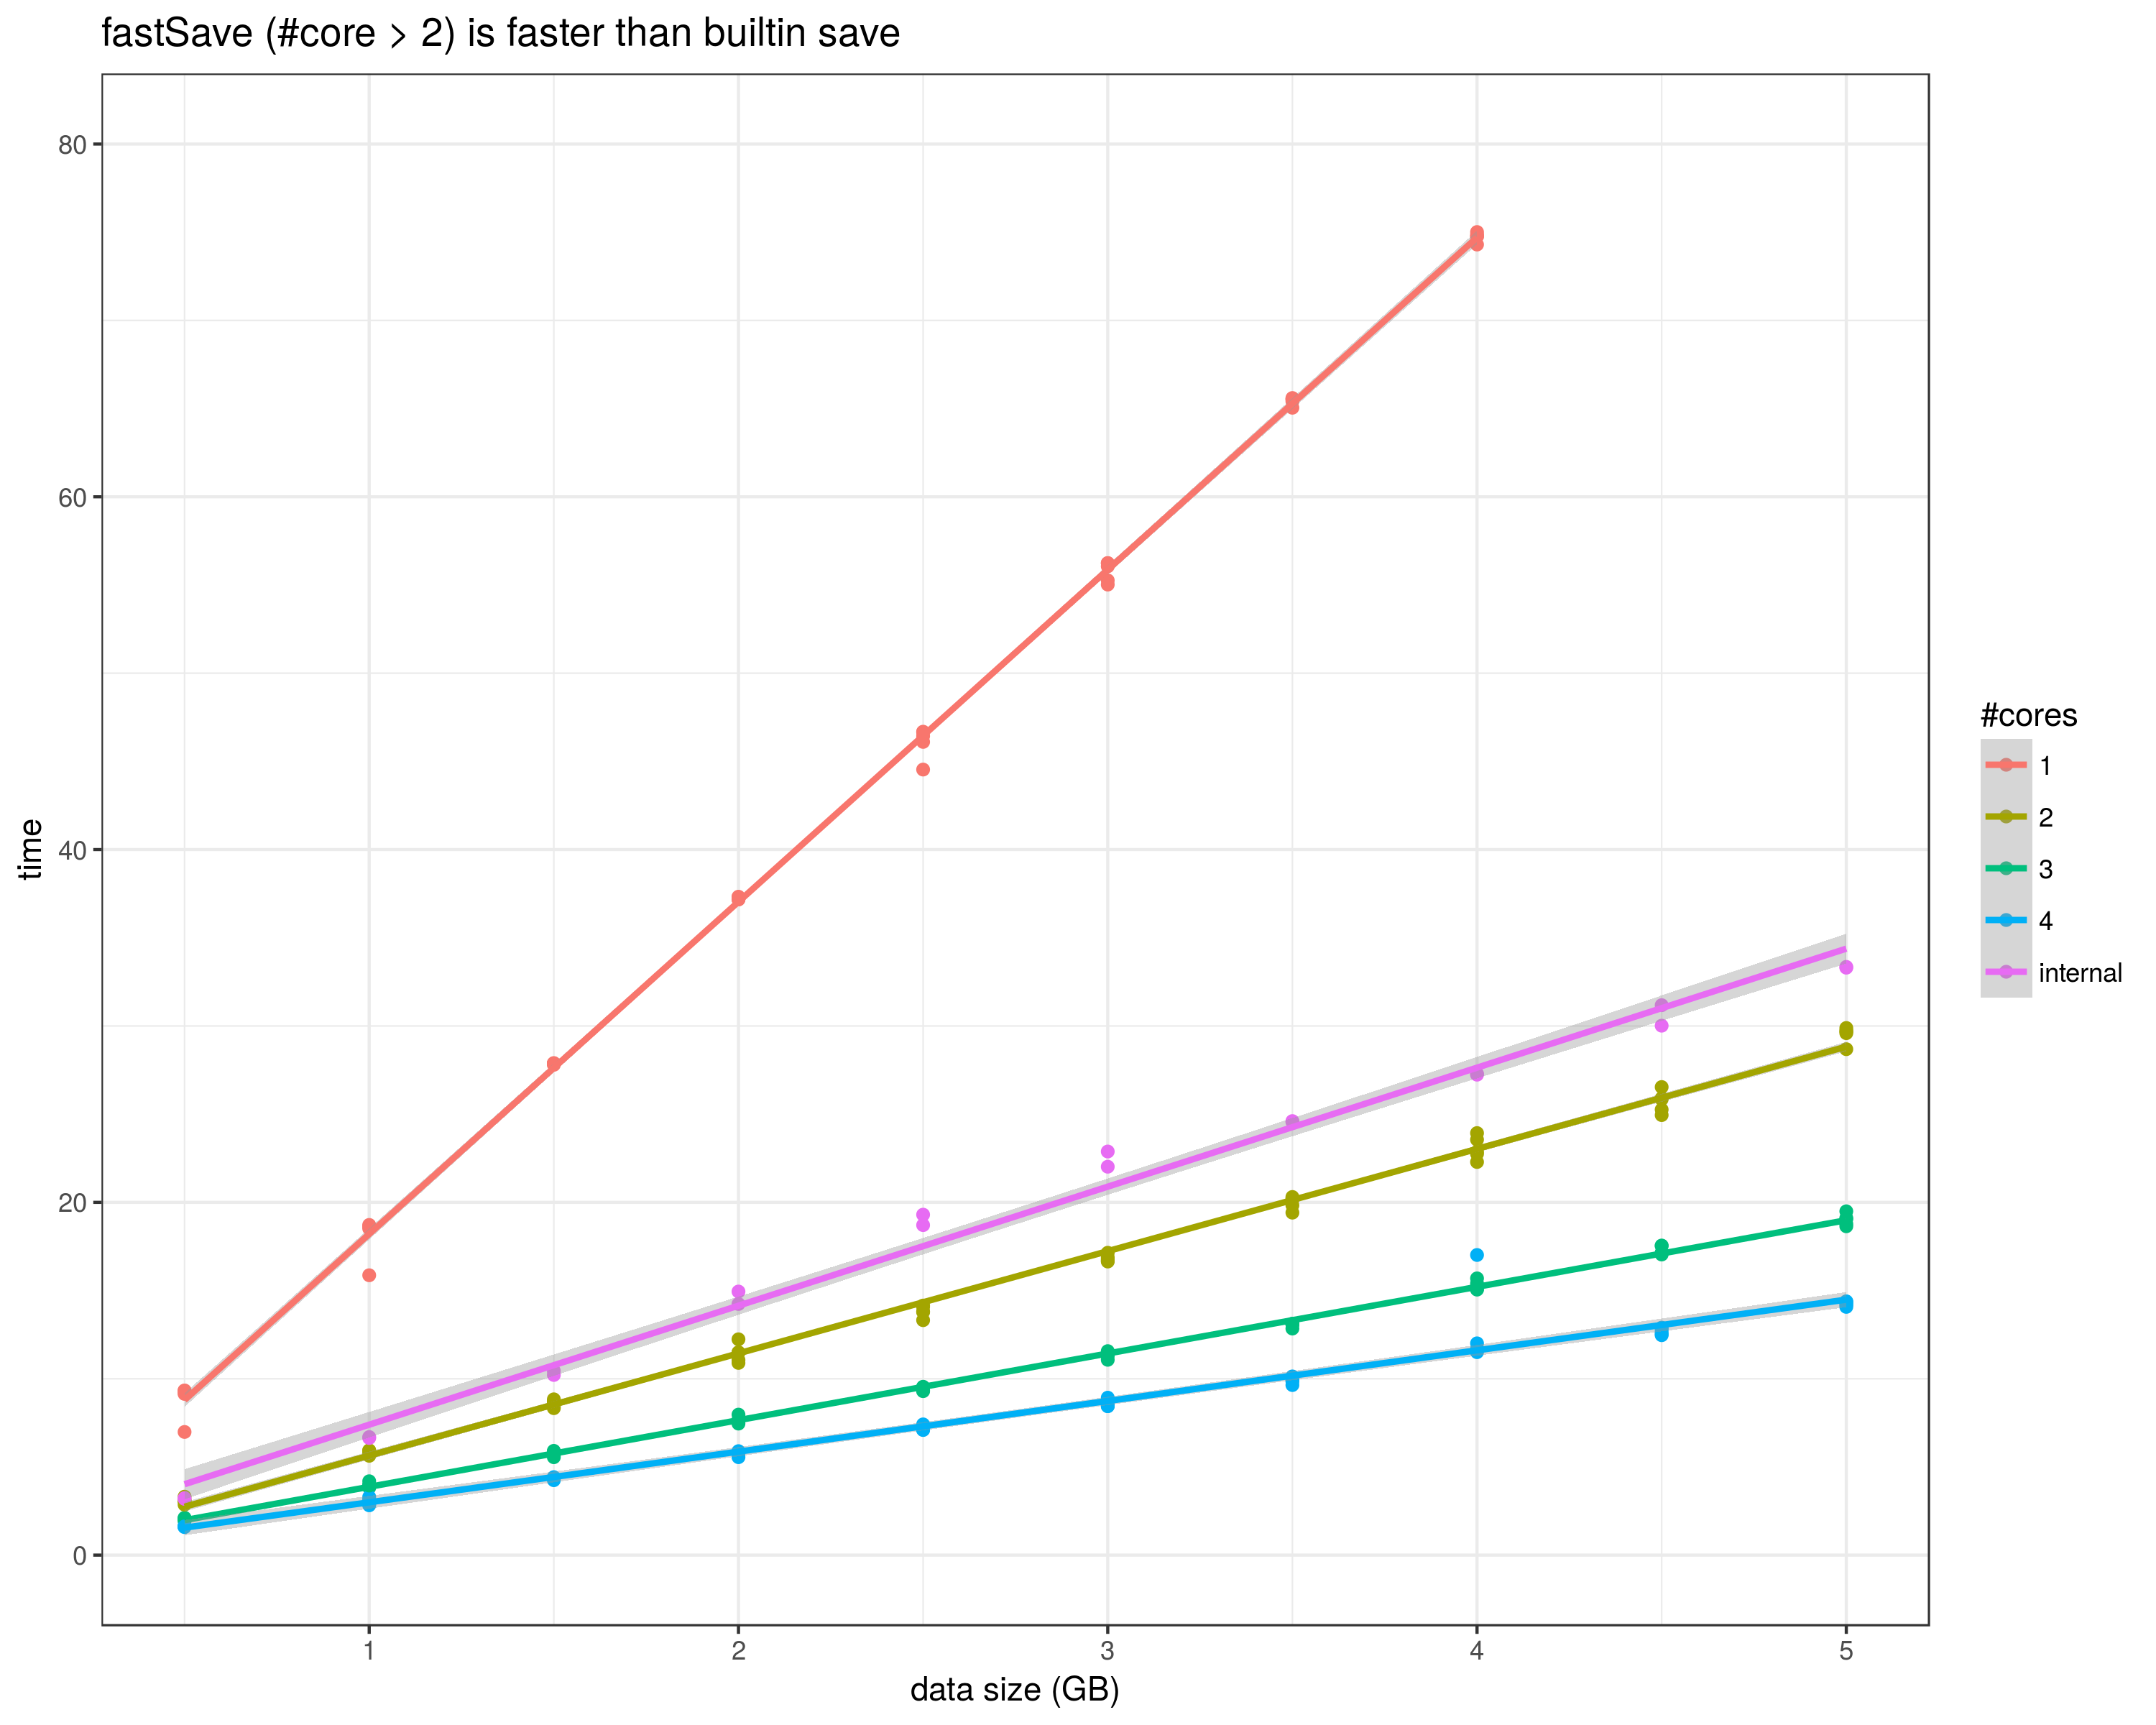 fastSave (#core > 2) is faster than builtin save
80
60
40
20
0
time
1
2
3
4
5
data size (GB)
#cores
1
2
3
4
internal